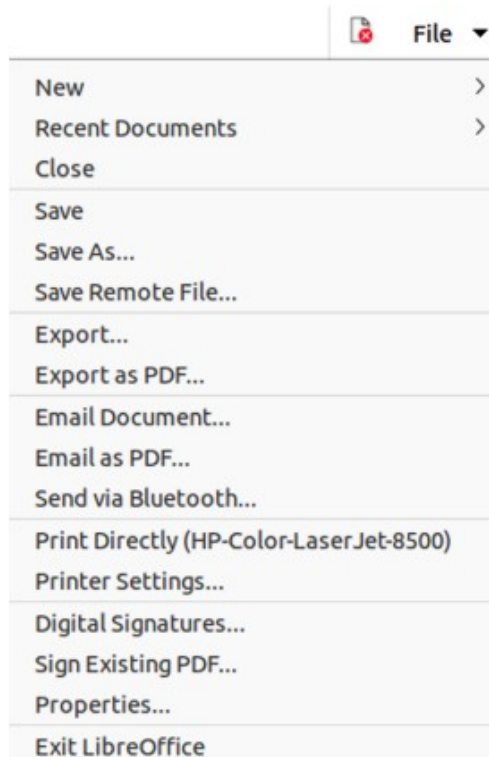 File
New
Recent Documents
Close
Save
Save As...
Save Remote File...
Export...
Export as PDF...
Email Document...
Email as PDF...
Send via Bluetooth...
Print Directly (HP-Color-LaserJet-8500)
Printer Settings...
Digital Signatures...
Sign Existing PDF...
Properties...
Exit LibreOffice